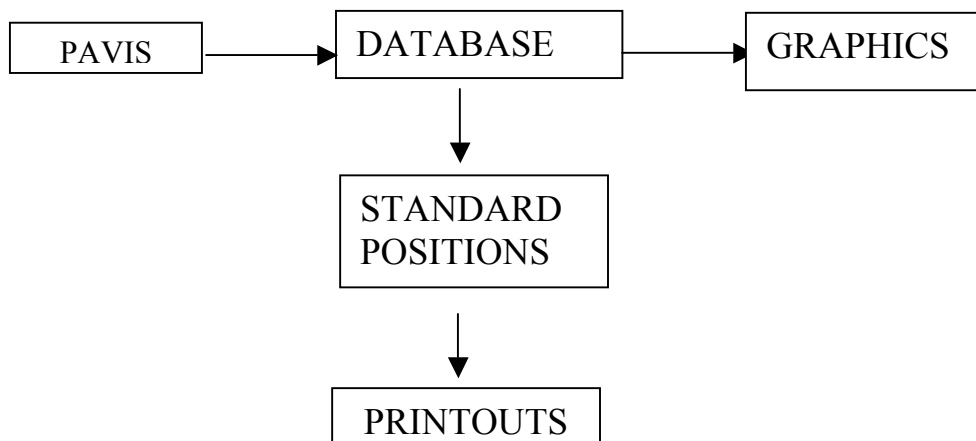 PAVIS
DATABASE
GRAPHICS
STANDARD
POSITIONS
PRINTOUTS